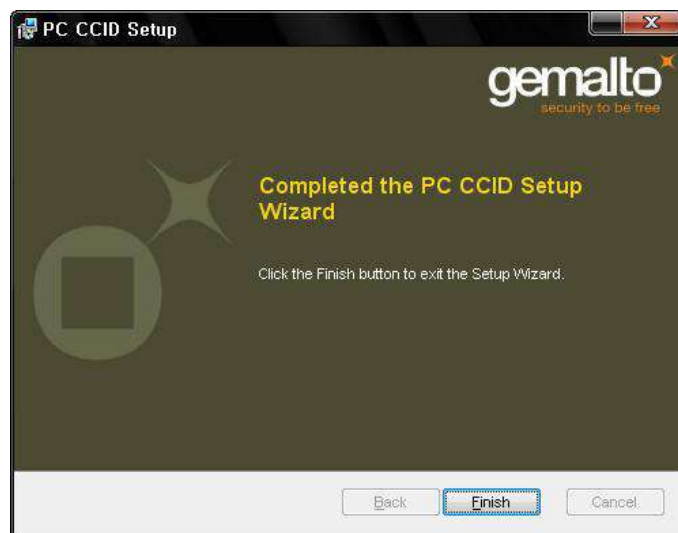 PC CCID Setup
gemalto
security to be free
Completed the PC CCID Setup
Wizard
Click the Finish button to exit the Setup Wizard.
Back
Finish
Cancel